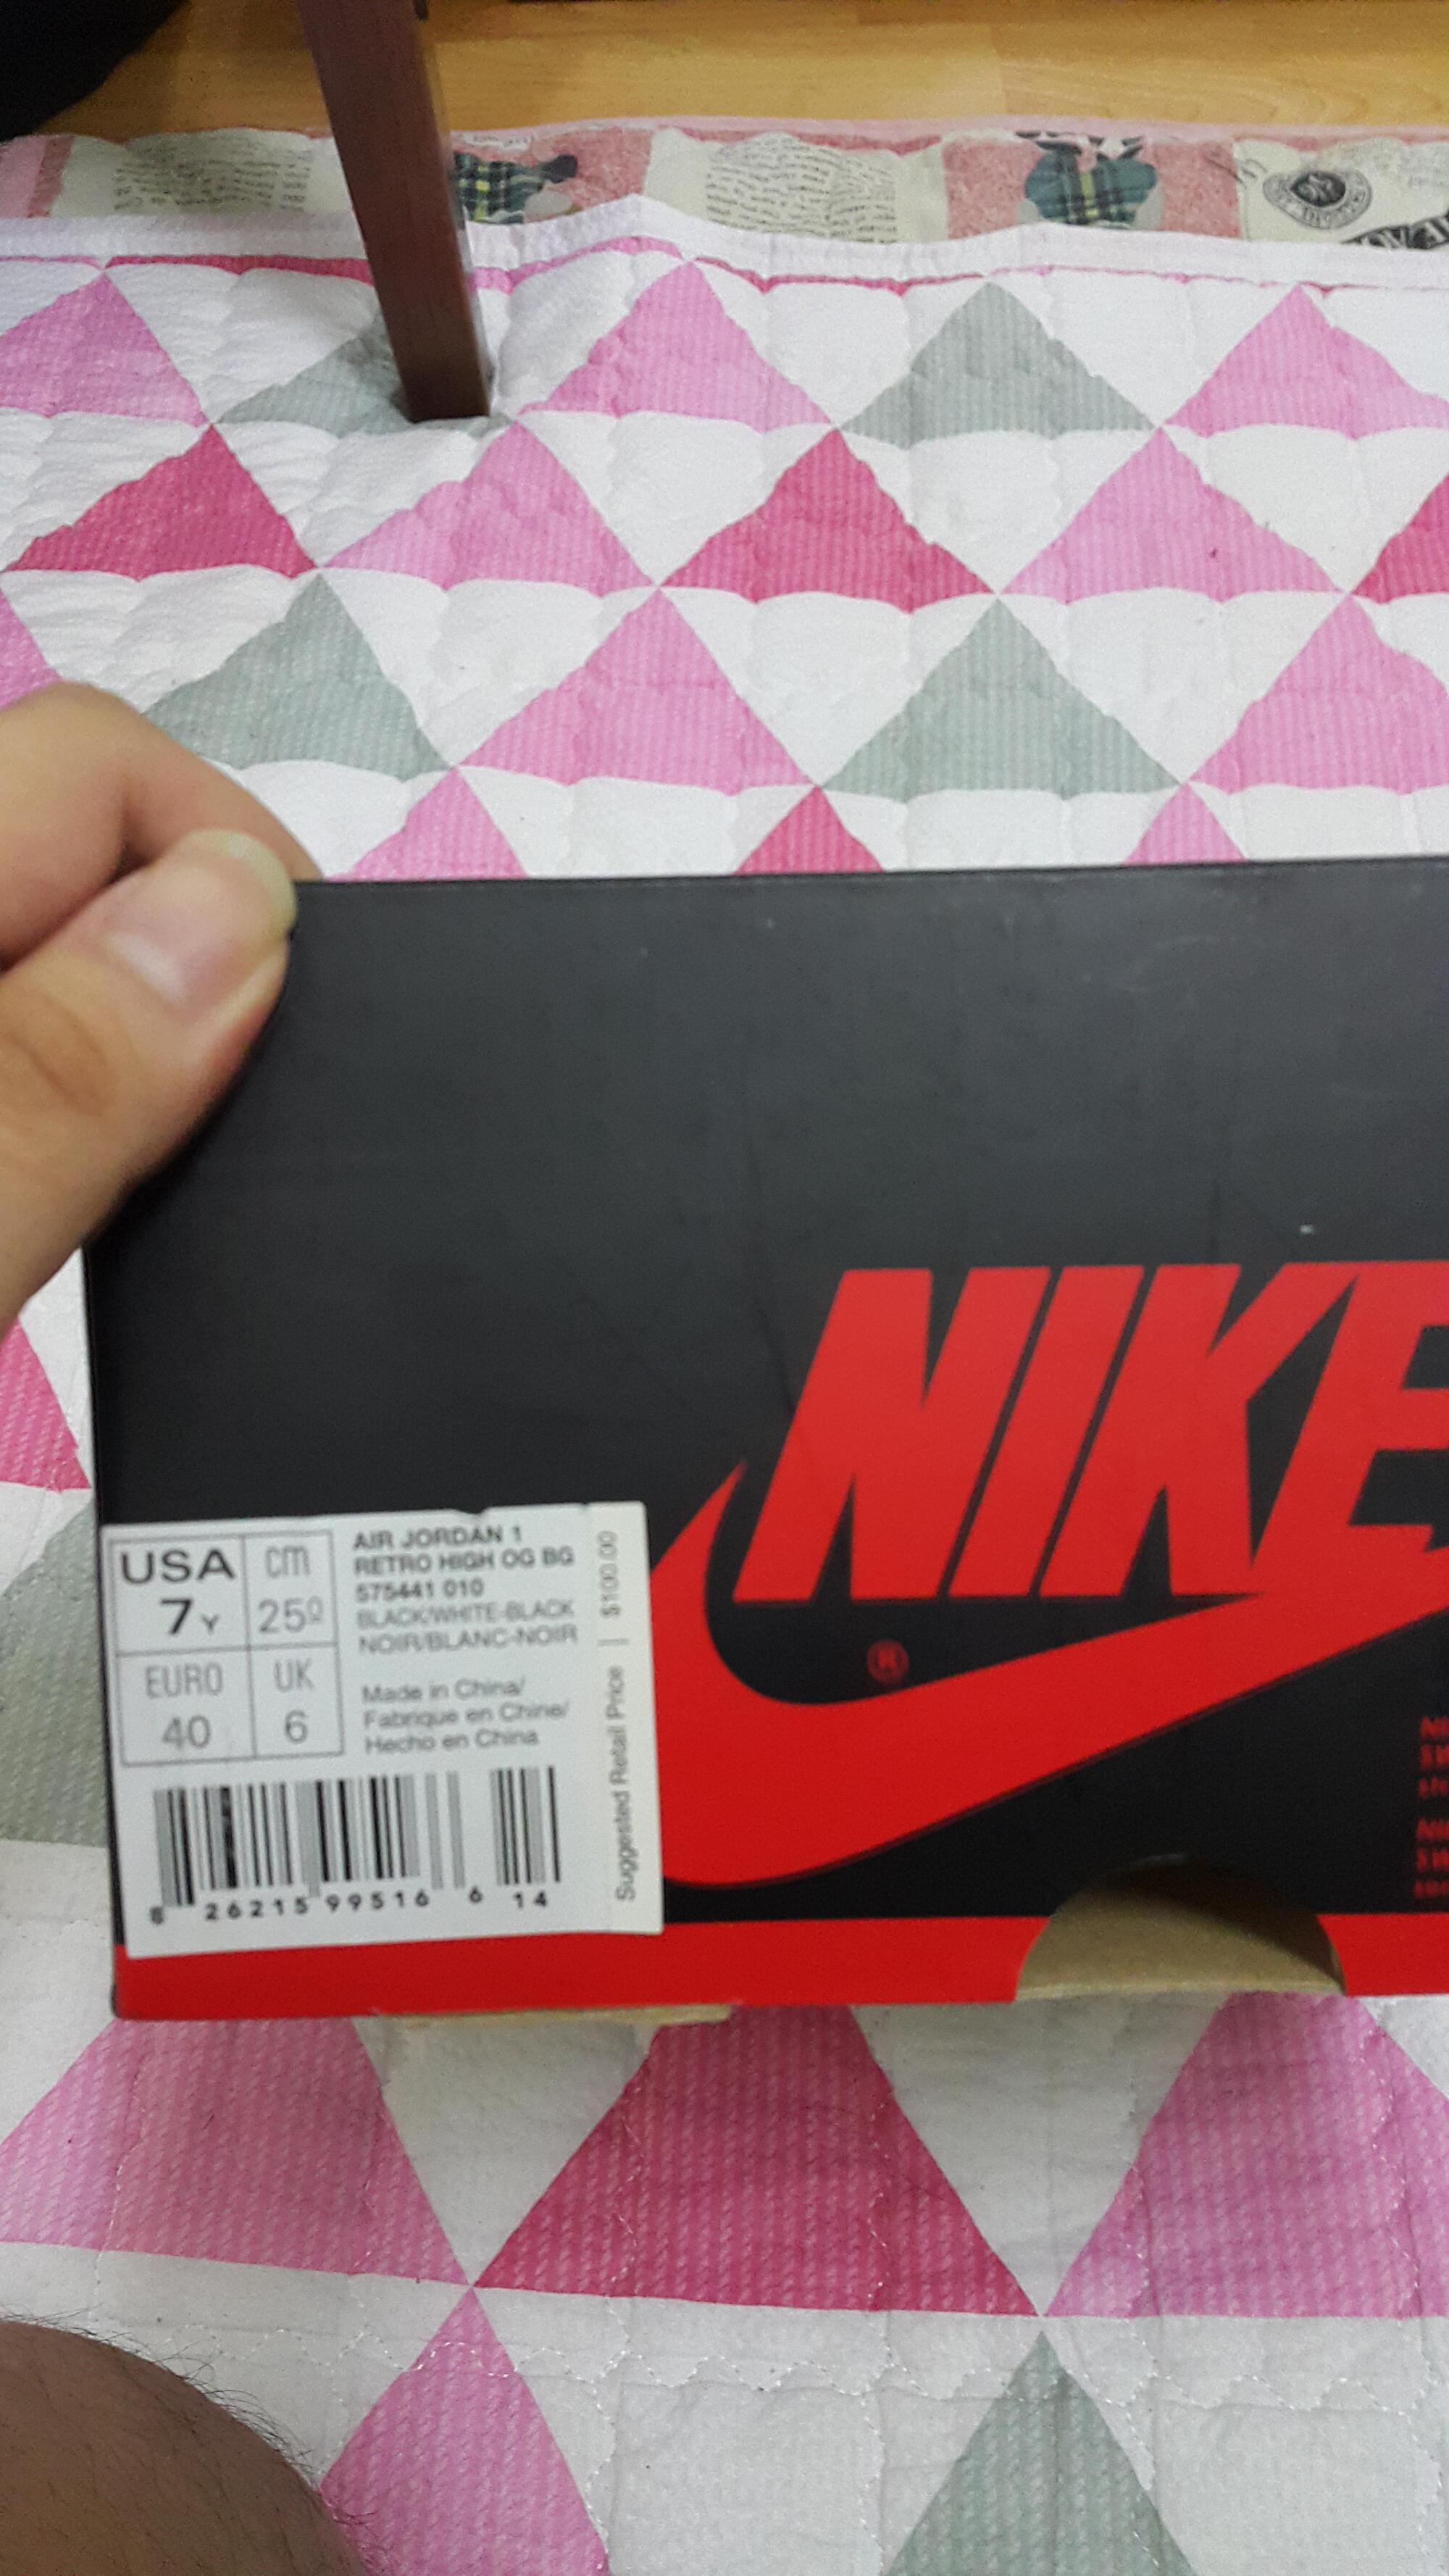 NIKE
®
USA
7Y
cm
25º
EURO
40
UK
6
AIR JORDAN 1
RETRO HIGH OG BG
575441 010
BLACK/WHITE-BLACK
NOIR/BLANC-NOIR
Made in China/
Fabrique en Chine/
Hecho en China
Suggested Retail Price | $100.00
8 26215 99516 6 14